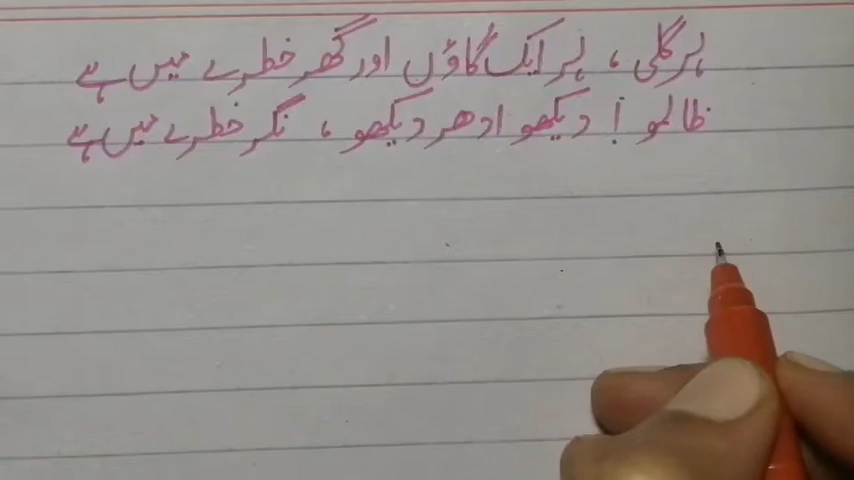 ہر گلی، ہر ایک گاؤں اور گھر خطرے میں ہے
ظالمو! دیکھو ادھر دیکھو، نگر خطرے میں ہے